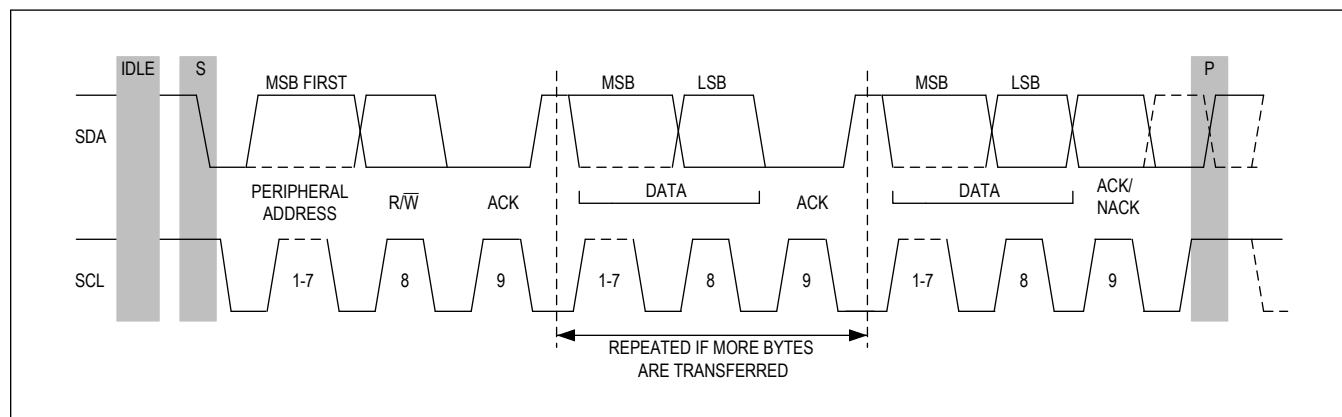 IDLE
S
P
MSB FIRST
MSB
LSB
MSB
LSB
SDA
PERIPHERAL
ADDRESS
R/W̅
ACK
DATA
ACK
DATA
ACK/
NACK
SCL
1-7
8
9
1-7
8
9
1-7
8
9
REPEATED IF MORE BYTES
ARE TRANSFERRED